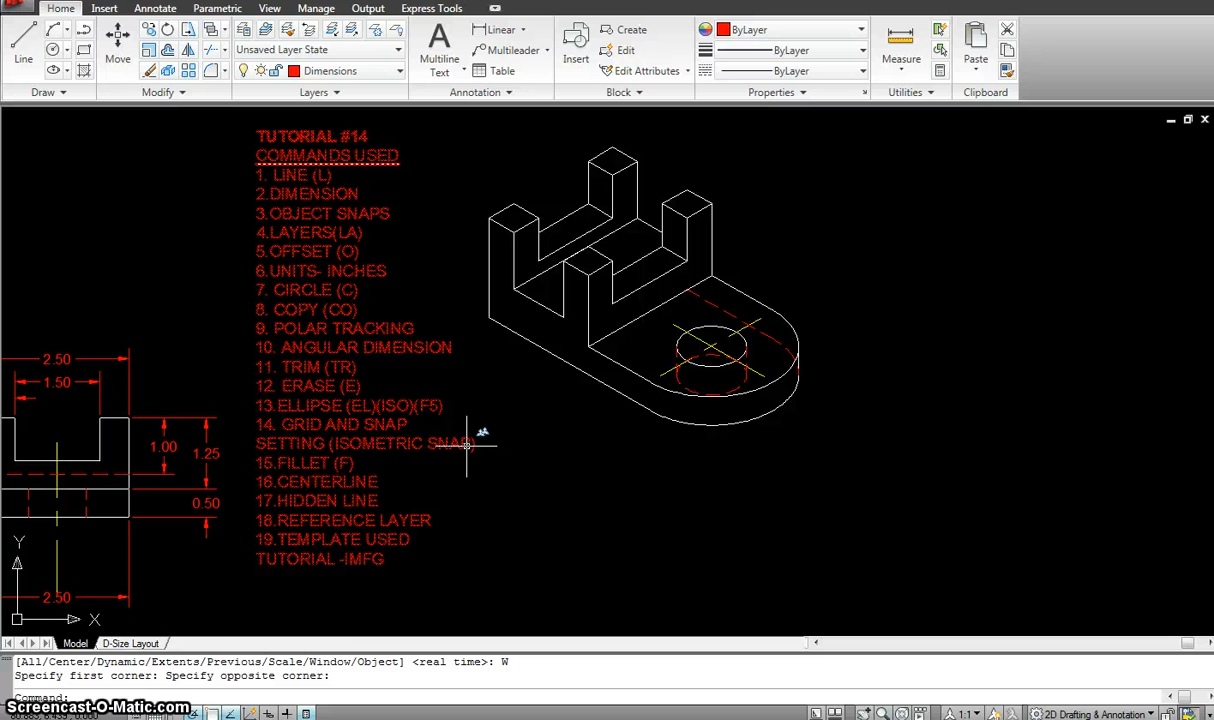 Home Insert Annotate Parametric View Manage Output Express Tools
Line
Move
Unsaved Layer State
Dimensions
Multiline
Text
Linear
Multileader
Table
Insert
Create
Edit
Edit Attributes
ByLayer
ByLayer
ByLayer
Measure
Paste
Draw Modify Layers Annotation Block Properties Utilities Clipboard
TUTORIAL #14
COMMANDS USED
1. LINE (L)
2.DIMENSION
3.OBJECT SNAPS
4.LAYERS(LA)
5.OFFSET (O)
6.UNITS- INCHES
7. CIRCLE (C)
8. COPY (CO)
9. POLAR TRACKING
10. ANGULAR DIMENSION
11. TRIM (TR)
12. ERASE (E)
13.ELLIPSE (EL)(ISO)(F5)
14. GRID AND SNAP
SETTING (ISOMETRIC SNAP)
15.FILLET (F)
16.CENTERLINE
17.HIDDEN LINE
18.REFERENCE LAYER
19.TEMPLATE USED
TUTORIAL -IMFG
2.50
1.50
1.00
1.25
0.50
2.50
Y
X
Model D-Size Layout
[All/Center/Dynamic/Extents/Previous/Scale/Window/Object] <real time>: W
Specify first corner: Specify opposite corner:
Command:
Screencast-O-Matic.com
1:1
2D Drafting & Annotation